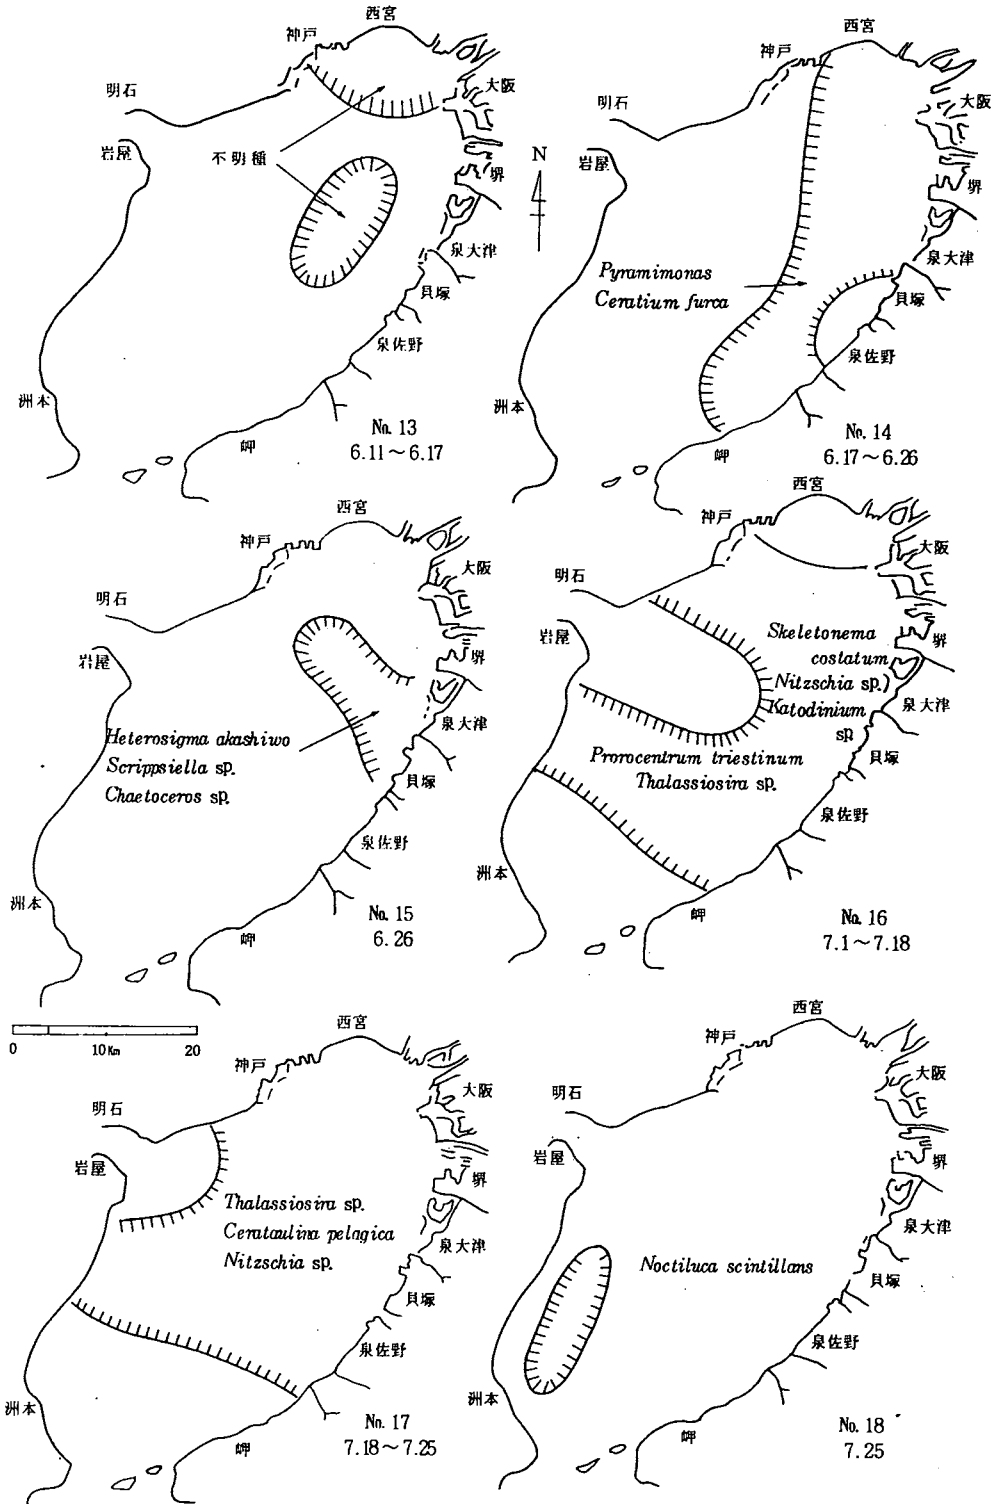 西宮
神戸
明石
大阪
岩屋
不明種
堺
泉大津
貝塚
泉佐野
洲本
岬
No. 13
6.11～6.17
N
西宮
神戸
明石
大阪
岩屋
堺
泉大津
Pyramimonas
Ceratium furca
貝塚
泉佐野
洲本
岬
No. 14
6.17～6.26
西宮
神戸
大阪
明石
岩屋
堺
泉大津
Heterosigma akashiwo
Scrippsiella sp.
Chaetoceros sp.
貝塚
泉佐野
洲本
岬
No. 15
6.26
西宮
神戸
大阪
明石
岩屋
Skeletonema
costatum
堺
Nitzschia sp.)
Katodinium
sp
泉大津
Prorocentrum triestinum
Thalassiosira sp.
貝塚
泉佐野
洲本
岬
No. 16
7.1～7.18
0 10Km 20
西宮
神戸
大阪
明石
岩屋
堺
Thalassiosira sp.
Cerataulina pelagica
Nitzschia sp.
泉大津
貝塚
泉佐野
洲本
岬
No. 17
7.18～7.25
西宮
神戸
大阪
明石
岩屋
堺
泉大津
Noctiluca scintillans
貝塚
泉佐野
洲本
岬
No. 18
7.25